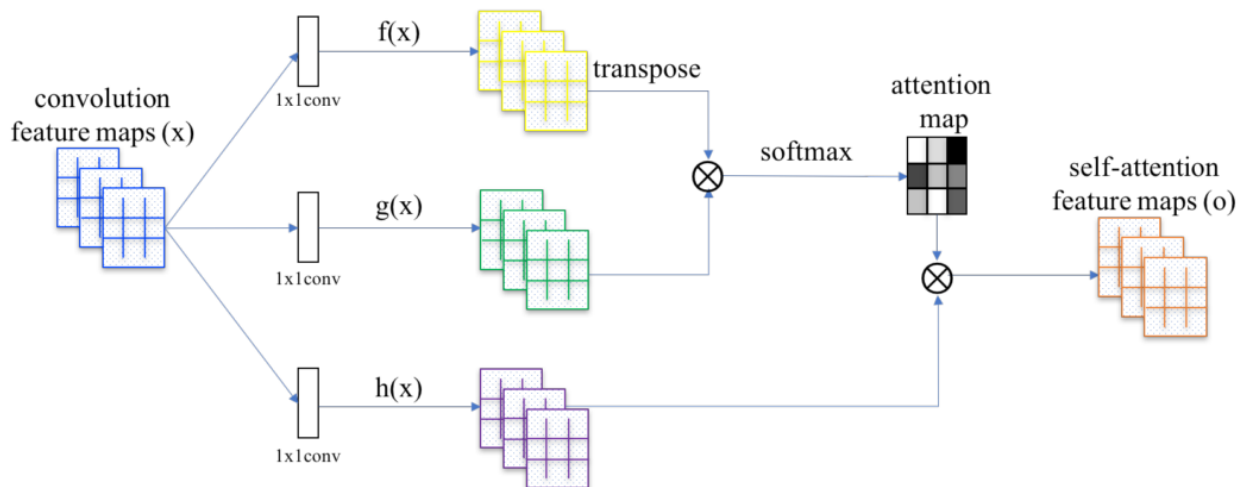 convolution
feature maps (x)
f(x)
1x1conv
transpose
g(x)
1x1conv
h(x)
1x1conv
softmax
attention
map
self-attention
feature maps (o)